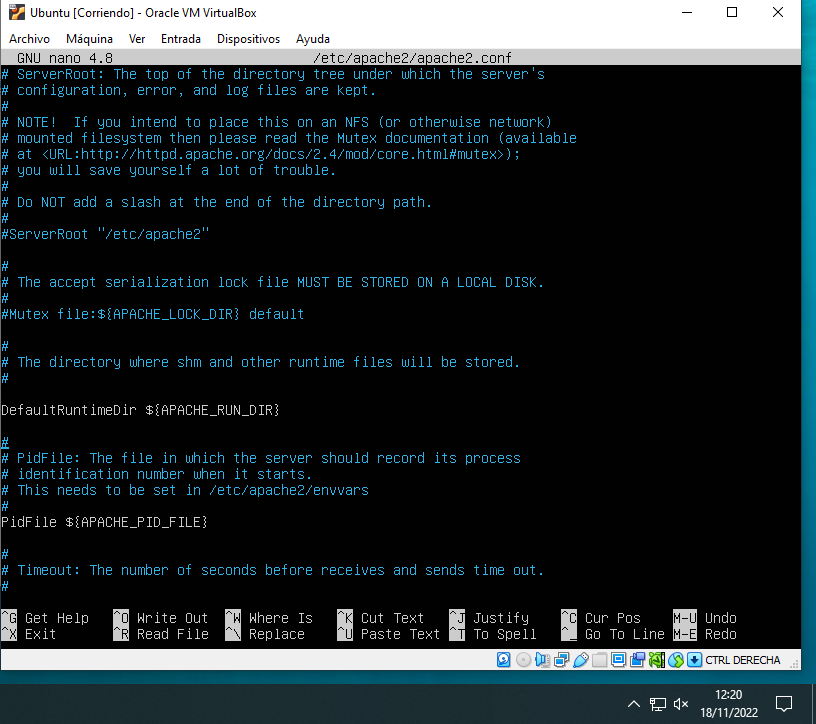 Ubuntu [Corriendo] - Oracle VM VirtualBox
Archivo Máquina Ver Entrada Dispositivos Ayuda
GNU nano 4.8 /etc/apache2/apache2.conf
# ServerRoot: The top of the directory tree under which the server's
# configuration, error, and log files are kept.
#
# NOTE!  If you intend to place this on an NFS (or otherwise network)
# mounted filesystem then please read the Mutex documentation (available
# at <URL:http://httpd.apache.org/docs/2.4/mod/core.html#mutex>);
# you will save yourself a lot of trouble.
#
# Do NOT add a slash at the end of the directory path.
#
#ServerRoot "/etc/apache2"
#
# The accept serialization lock file MUST BE STORED ON A LOCAL DISK.
#
#Mutex file:${APACHE_LOCK_DIR} default
#
# The directory where shm and other runtime files will be stored.
#
DefaultRuntimeDir ${APACHE_RUN_DIR}
#
# PidFile: The file in which the server should record its process
# identification number when it starts.
# This needs to be set in /etc/apache2/envvars
#
PidFile ${APACHE_PID_FILE}
#
# Timeout: The number of seconds before receives and sends time out.
#
^G Get Help ^O Write Out ^W Where Is ^K Cut Text ^J Justify ^C Cur Pos M-U Undo
^X Exit ^R Read File ^\ Replace ^U Paste Text ^T To Spell ^_ Go To Line M-E Redo
CTRL DERECHA
12:20
18/11/2022